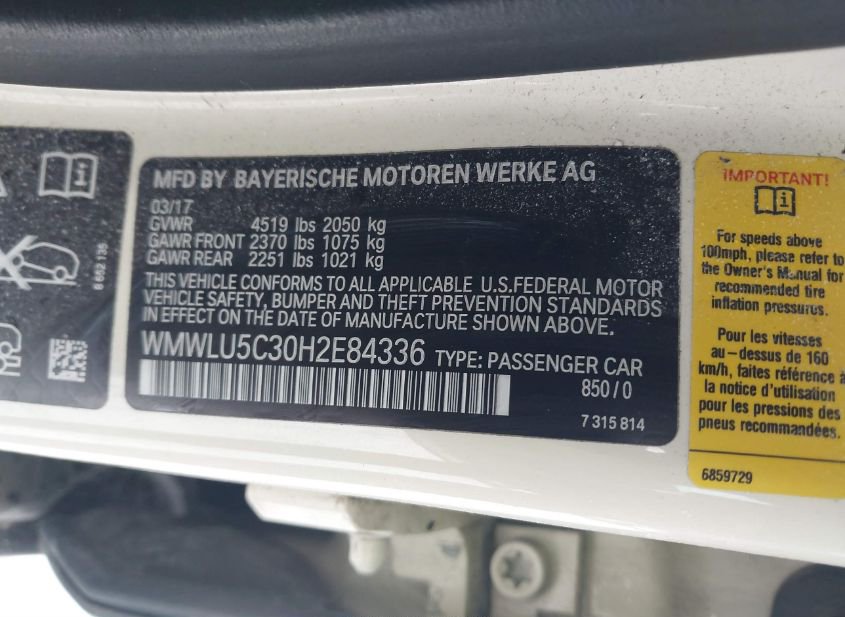 8 652 135
MFD BY BAYERISCHE MOTOREN WERKE AG
03/17
GVWR 4519 lbs 2050 kg
GAWR FRONT 2370 lbs 1075 kg
GAWR REAR 2251 lbs 1021 kg
THIS VEHICLE CONFORMS TO ALL APPLICABLE U.S.FEDERAL MOTOR
VEHICLE SAFETY, BUMPER AND THEFT PREVENTION STANDARDS
IN EFFECT ON THE DATE OF MANUFACTURE SHOWN ABOVE.
WMWLU5C30H2E84336 TYPE: PASSENGER CAR
850/0
7 315 814
IMPORTANT!
For speeds above
100mph, please refer to
the Owner's Manual for
recommended tire
inflation pressures.
Pour les vitesses
au-dessus de 160
km/h, faites référence à
la notice d'utilisation
pour les pressions des
pneus recommandées.
6859729